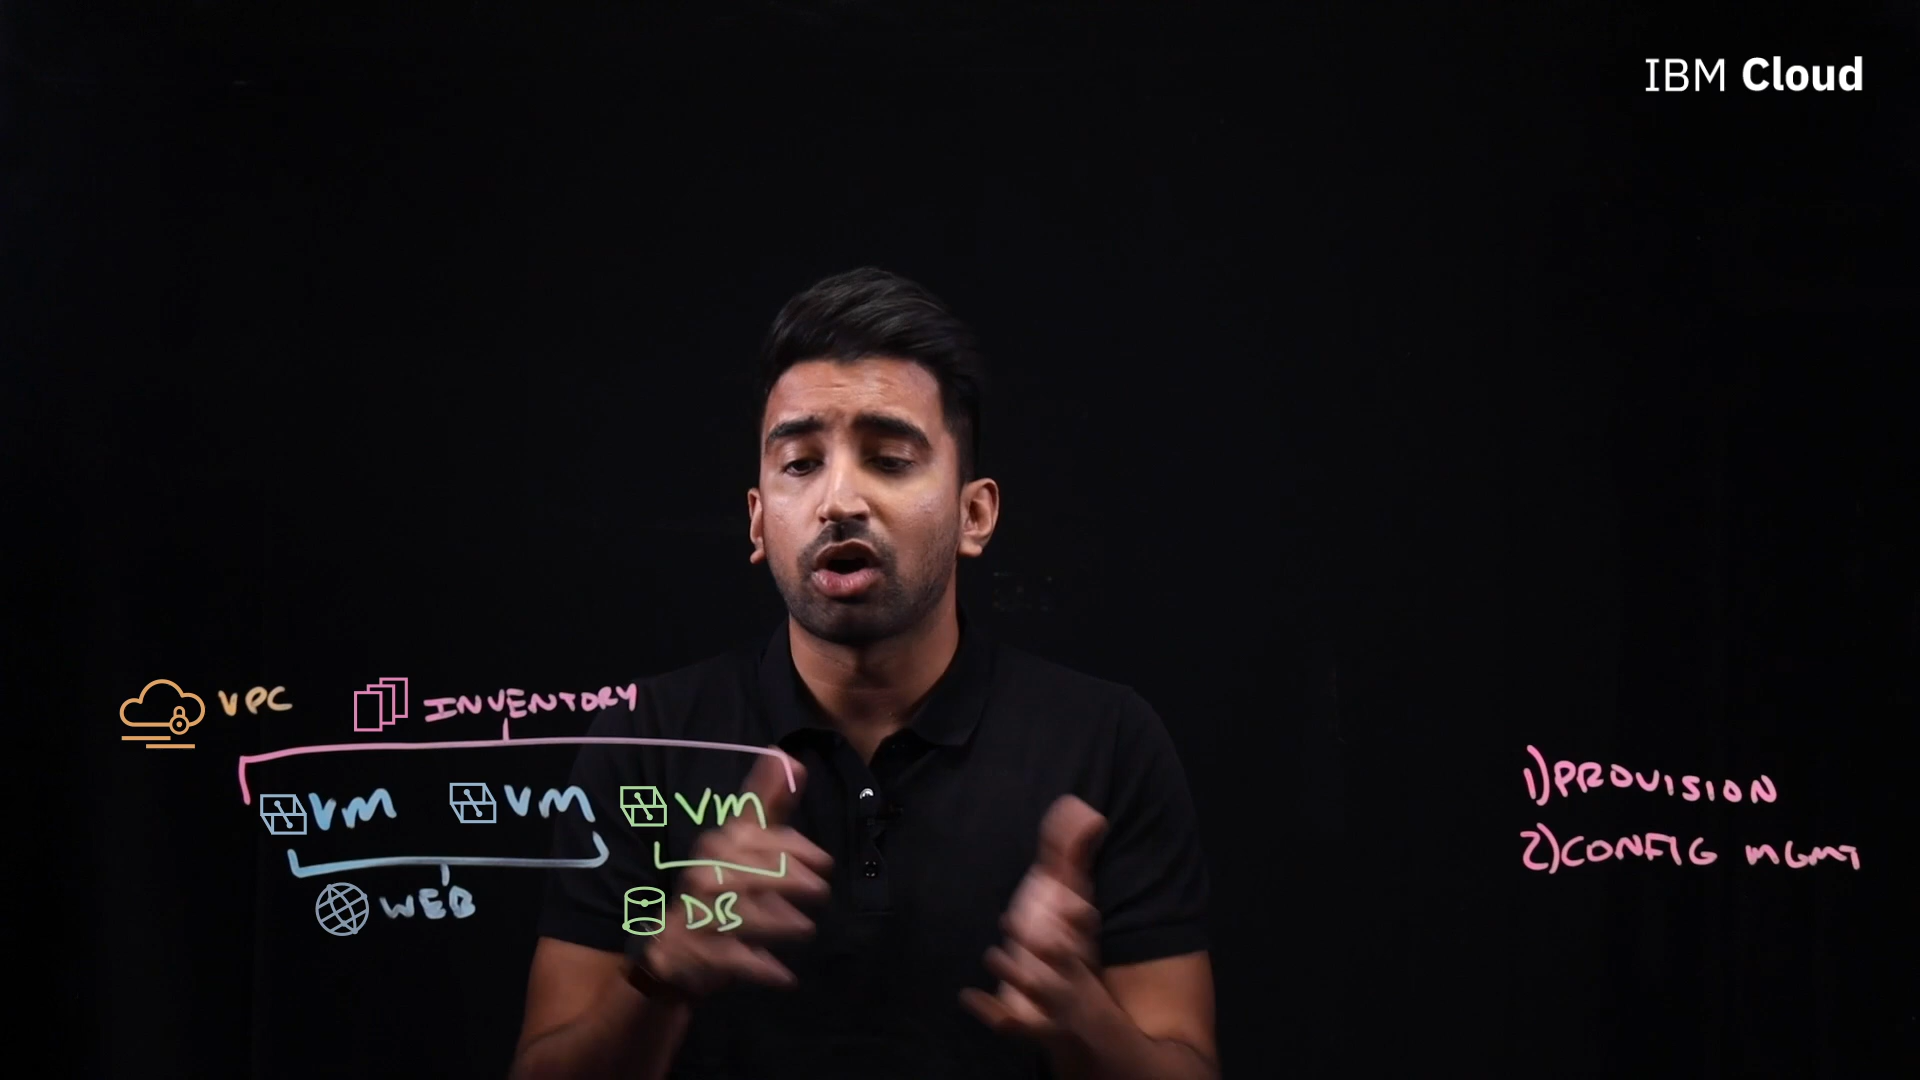 IBM Cloud
VPC
INVENTORY
VM VM VM
WEB DB
1) PROVISION
2) CONFIG MGMT